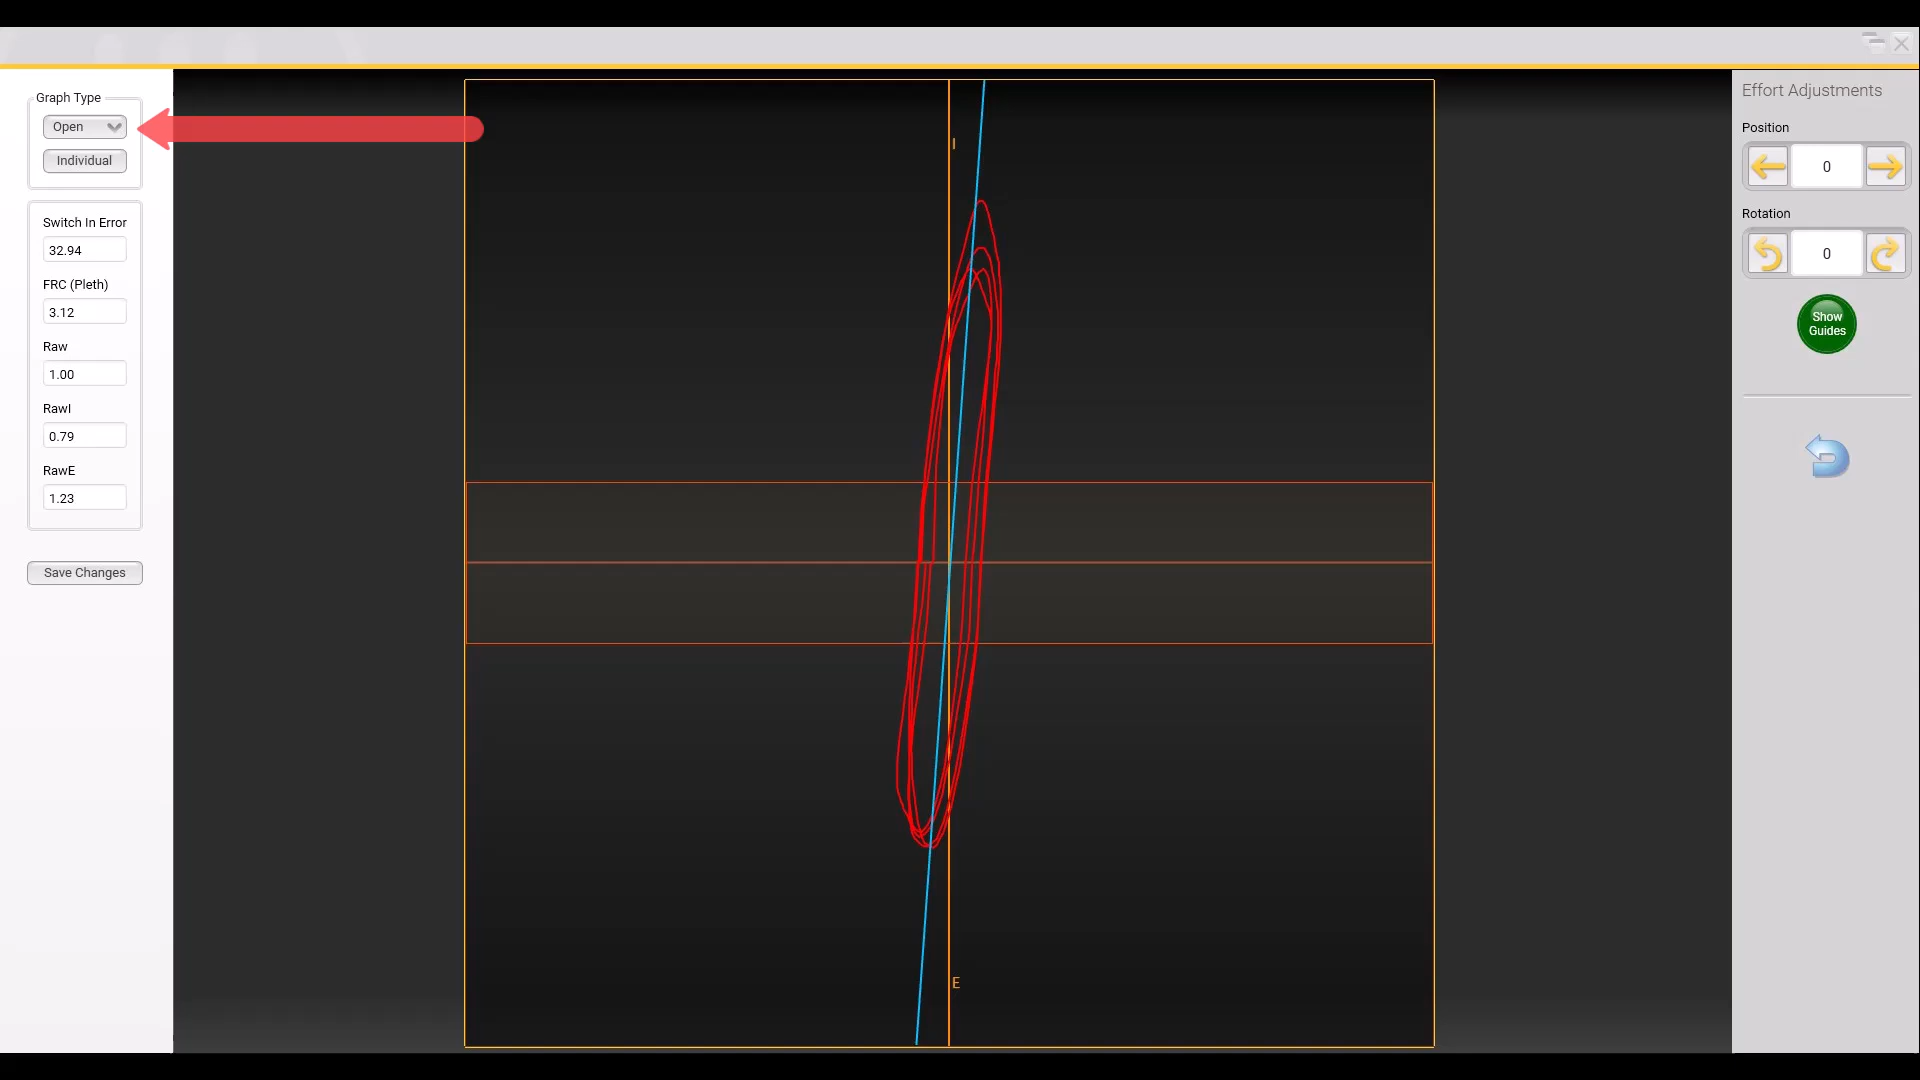 Graph Type
Open
Individual
Switch In Error
32.94
FRC (Pleth)
3.12
Raw
1.00
RawI
0.79
RawE
1.23
Save Changes
I
E
Effort Adjustments
Position
0
Rotation
0
Show
Guides